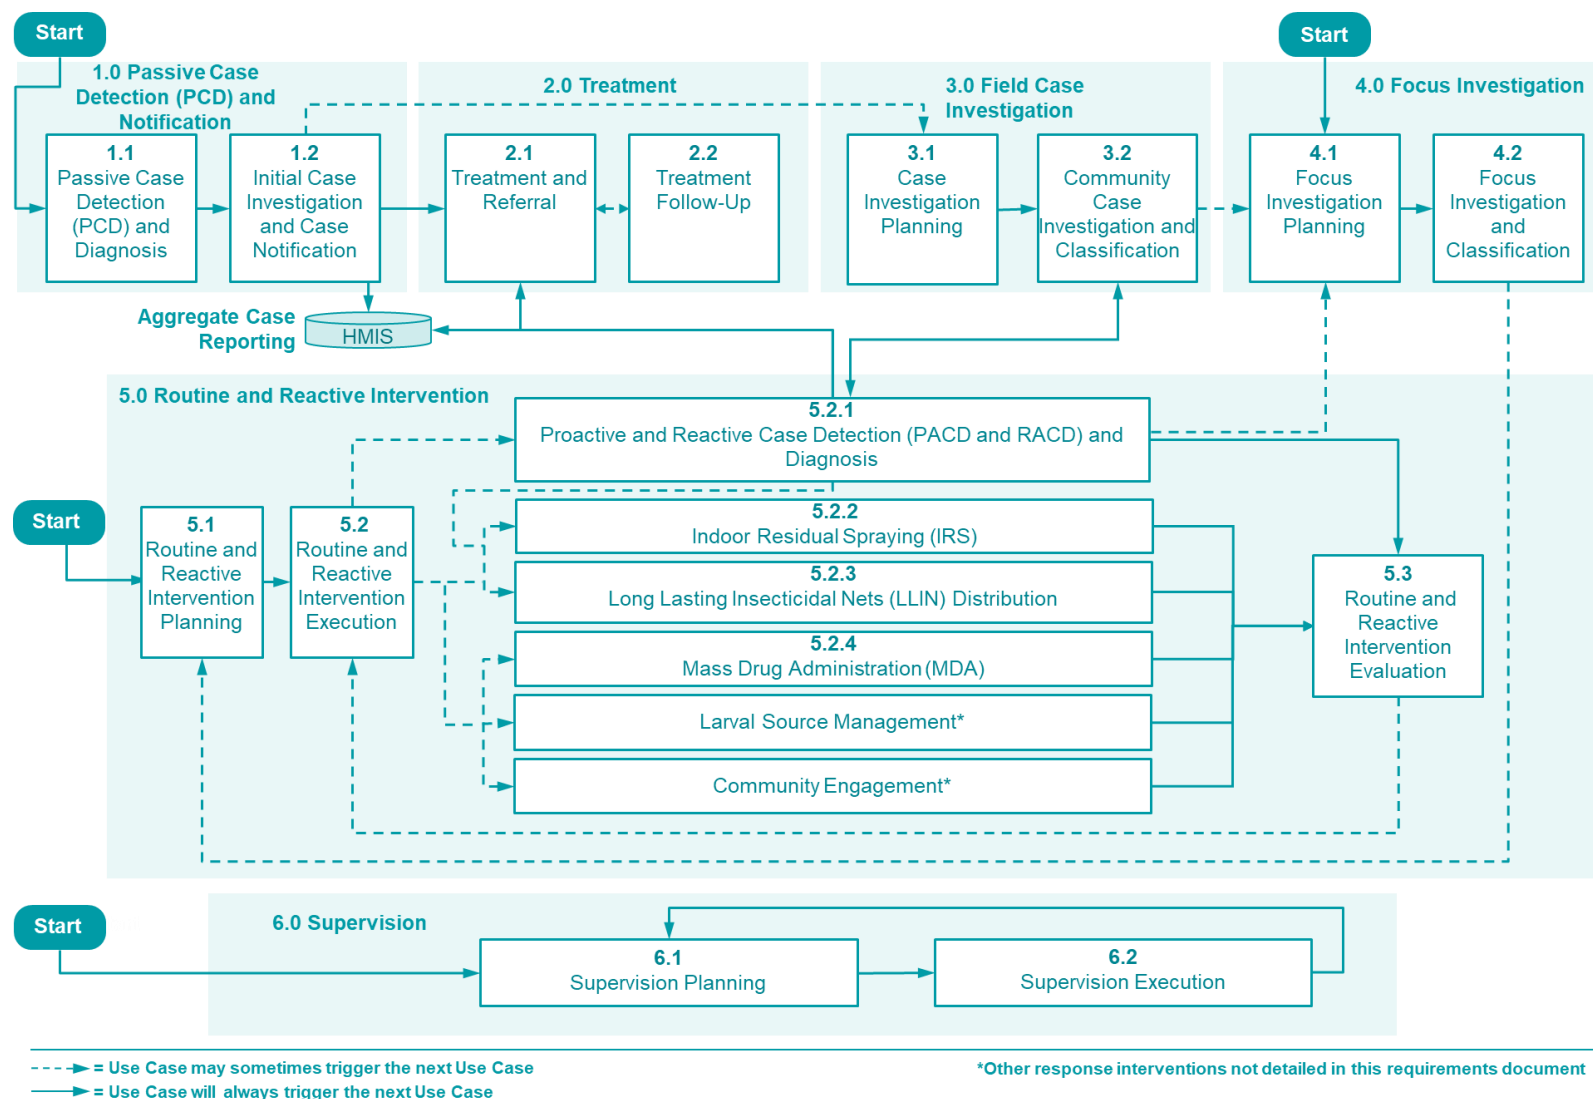 Start
Start
1.0 Passive Case
Detection (PCD) and
Notification
2.0 Treatment
3.0 Field Case
Investigation
4.0 Focus Investigation
1.1
Passive Case
Detection
(PCD) and
Diagnosis
1.2
Initial Case
Investigation
and Case
Notification
2.1
Treatment and
Referral
2.2
Treatment
Follow-Up
3.1
Case
Investigation
Planning
3.2
Community
Case
Investigation and
Classification
4.1
Focus
Investigation
Planning
4.2
Focus
Investigation
and
Classification
Aggregate Case
Reporting
HMIS
5.0 Routine and Reactive Intervention
5.2.1
Proactive and Reactive Case Detection (PACD and RACD) and
Diagnosis
Start
5.1
Routine and
Reactive
Intervention
Planning
5.2
Routine and
Reactive
Intervention
Execution
5.2.2
Indoor Residual Spraying (IRS)
5.2.3
Long Lasting Insecticidal Nets (LLIN) Distribution
5.2.4
Mass Drug Administration (MDA)
Larval Source Management*
Community Engagement*
5.3
Routine and
Reactive
Intervention
Evaluation
Start
6.0 Supervision
6.1
Supervision Planning
6.2
Supervision Execution
= Use Case may sometimes trigger the next Use Case
= Use Case will always trigger the next Use Case
*Other response interventions not detailed in this requirements document